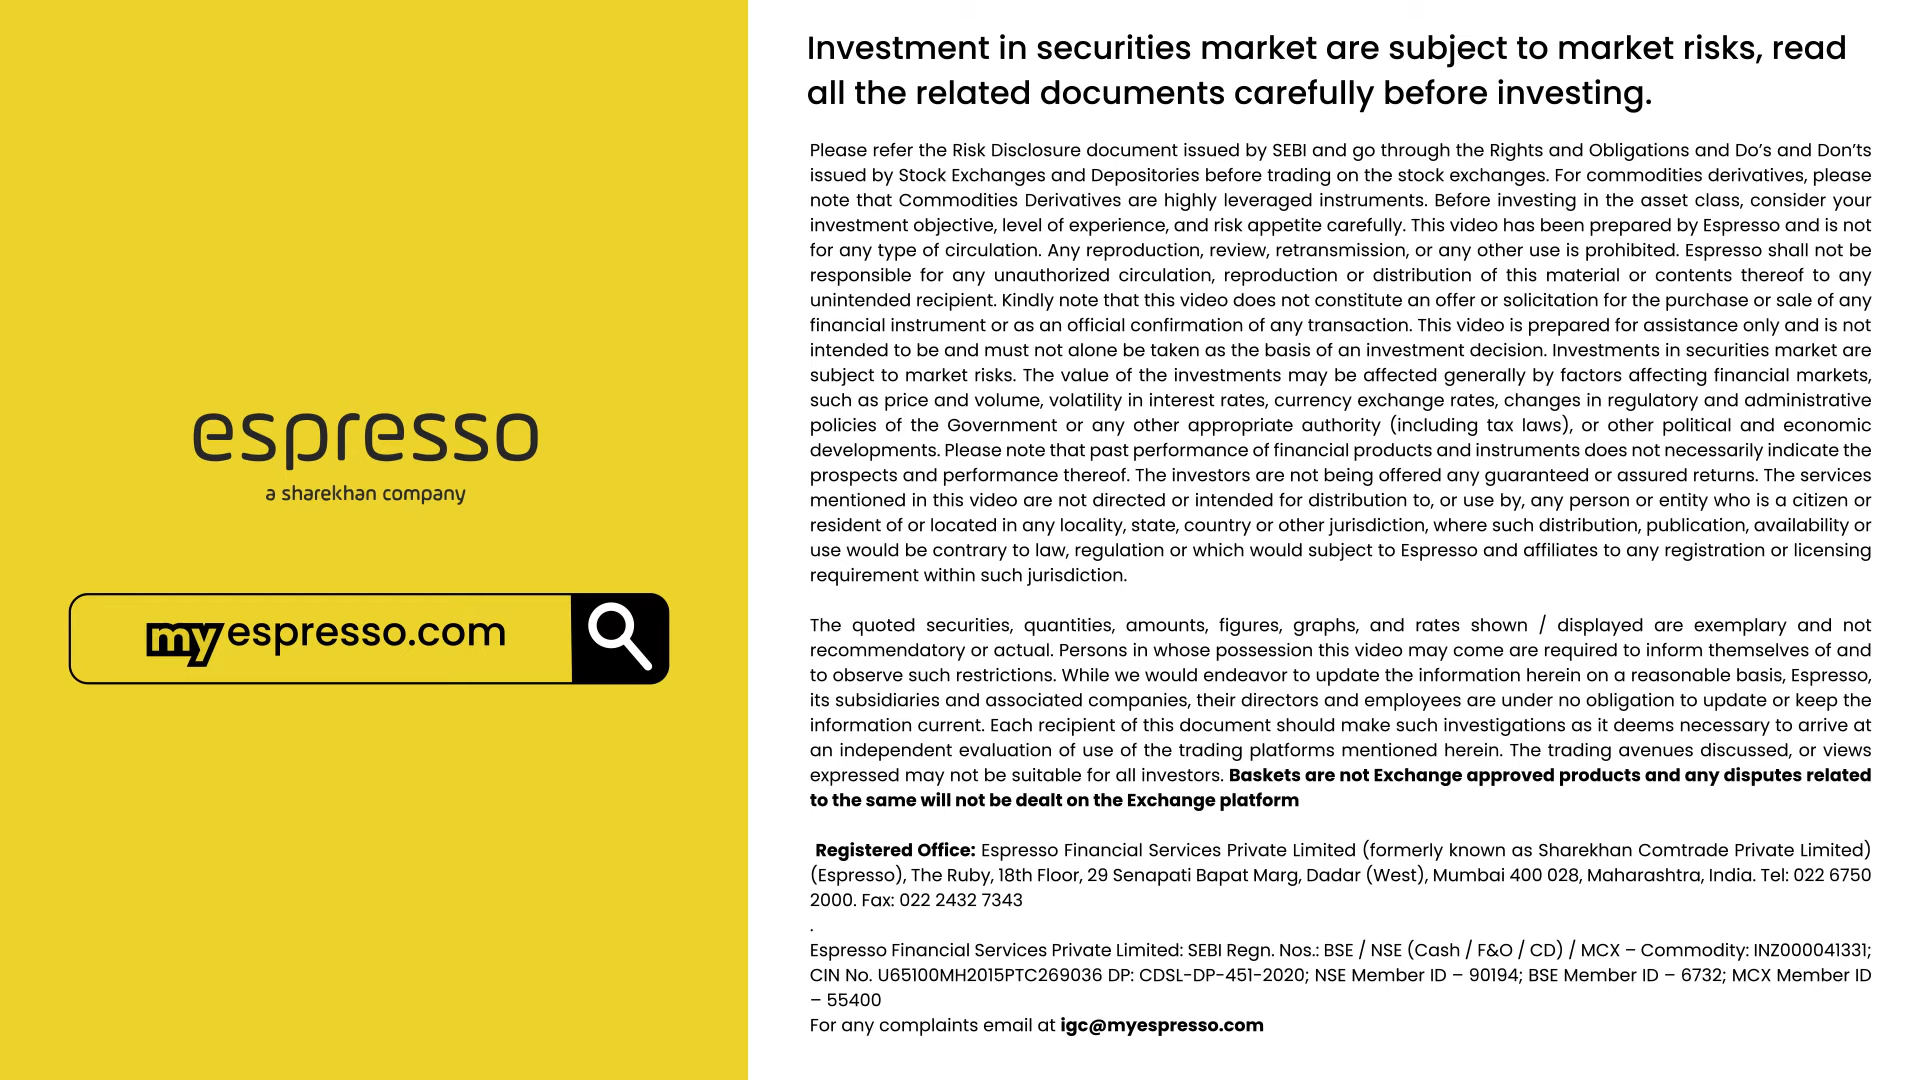 espresso
a sharekhan company
myespresso.com
Investment in securities market are subject to market risks, read
all the related documents carefully before investing.
Please refer the Risk Disclosure document issued by SEBI and go through the Rights and Obligations and Do’s and Don’ts
issued by Stock Exchanges and Depositories before trading on the stock exchanges. For commodities derivatives, please
note that Commodities Derivatives are highly leveraged instruments. Before investing in the asset class, consider your
investment objective, level of experience, and risk appetite carefully. This video has been prepared by Espresso and is not
for any type of circulation. Any reproduction, review, retransmission, or any other use is prohibited. Espresso shall not be
responsible for any unauthorized circulation, reproduction or distribution of this material or contents thereof to any
unintended recipient. Kindly note that this video does not constitute an offer or solicitation for the purchase or sale of any
financial instrument or as an official confirmation of any transaction. This video is prepared for assistance only and is not
intended to be and must not alone be taken as the basis of an investment decision. Investments in securities market are
subject to market risks. The value of the investments may be affected generally by factors affecting financial markets,
such as price and volume, volatility in interest rates, currency exchange rates, changes in regulatory and administrative
policies of the Government or any other appropriate authority (including tax laws), or other political and economic
developments. Please note that past performance of financial products and instruments does not necessarily indicate the
prospects and performance thereof. The investors are not being offered any guaranteed or assured returns. The services
mentioned in this video are not directed or intended for distribution to, or use by, any person or entity who is a citizen or
resident of or located in any locality, state, country or other jurisdiction, where such distribution, publication, availability or
use would be contrary to law, regulation or which would subject to Espresso and affiliates to any registration or licensing
requirement within such jurisdiction.
The quoted securities, quantities, amounts, figures, graphs, and rates shown / displayed are exemplary and not
recommendatory or actual. Persons in whose possession this video may come are required to inform themselves of and
to observe such restrictions. While we would endeavor to update the information herein on a reasonable basis, Espresso,
its subsidiaries and associated companies, their directors and employees are under no obligation to update or keep the
information current. Each recipient of this document should make such investigations as it deems necessary to arrive at
an independent evaluation of use of the trading platforms mentioned herein. The trading avenues discussed, or views
expressed may not be suitable for all investors. Baskets are not Exchange approved products and any disputes related
to the same will not be dealt on the Exchange platform
Registered Office: Espresso Financial Services Private Limited (formerly known as Sharekhan Comtrade Private Limited)
(Espresso), The Ruby, 18th Floor, 29 Senapati Bapat Marg, Dadar (West), Mumbai 400 028, Maharashtra, India. Tel: 022 6750
2000. Fax: 022 2432 7343
.
Espresso Financial Services Private Limited: SEBI Regn. Nos.: BSE / NSE (Cash / F&O / CD) / MCX – Commodity: INZ000041331;
CIN No. U65100MH2015PTC269036 DP: CDSL-DP-451-2020; NSE Member ID – 90194; BSE Member ID – 6732; MCX Member ID
– 55400
For any complaints email at igc@myespresso.com